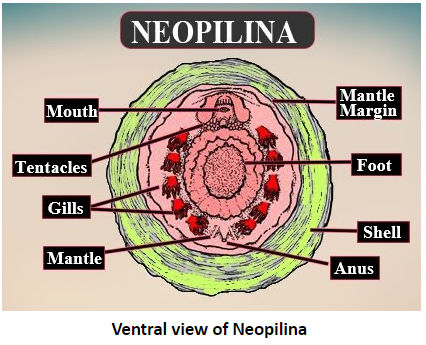 NEOPILINA
Mouth
Mantle
Margin
Tentacles
Foot
Gills
Shell
Mantle
Anus
Ventral view of Neopilina